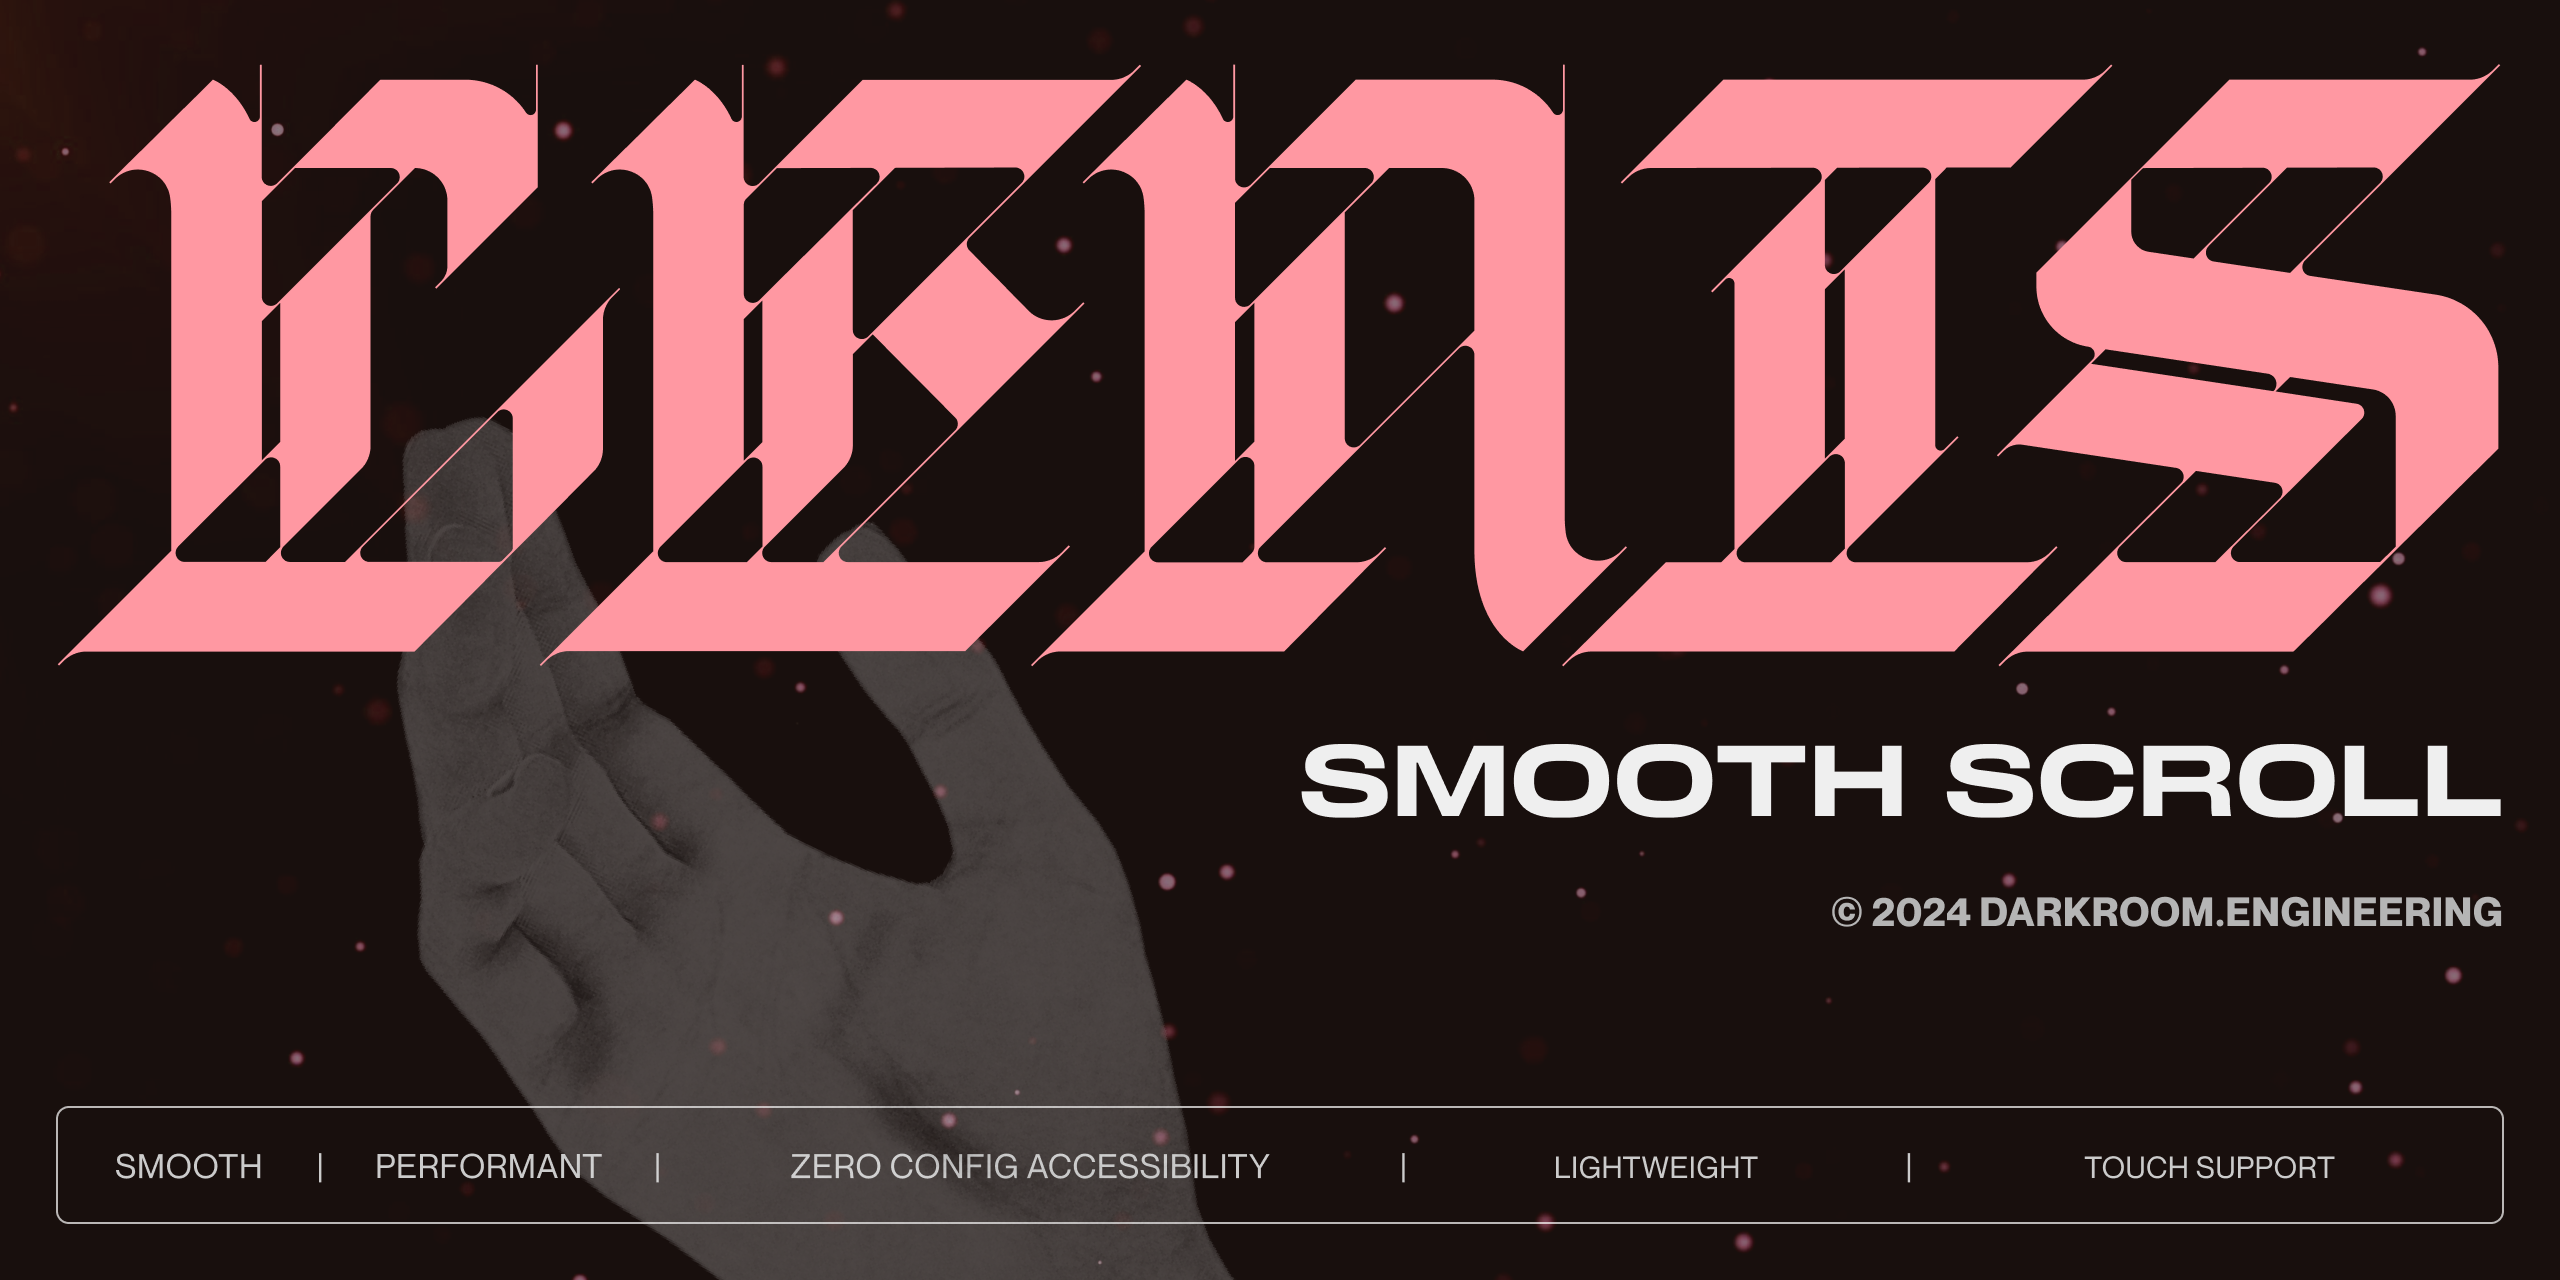 LENIS
SMOOTH SCROLL
© 2024 DARKROOM.ENGINEERING
SMOOTH | PERFORMANT | ZERO CONFIG ACCESSIBILITY | LIGHTWEIGHT | TOUCH SUPPORT